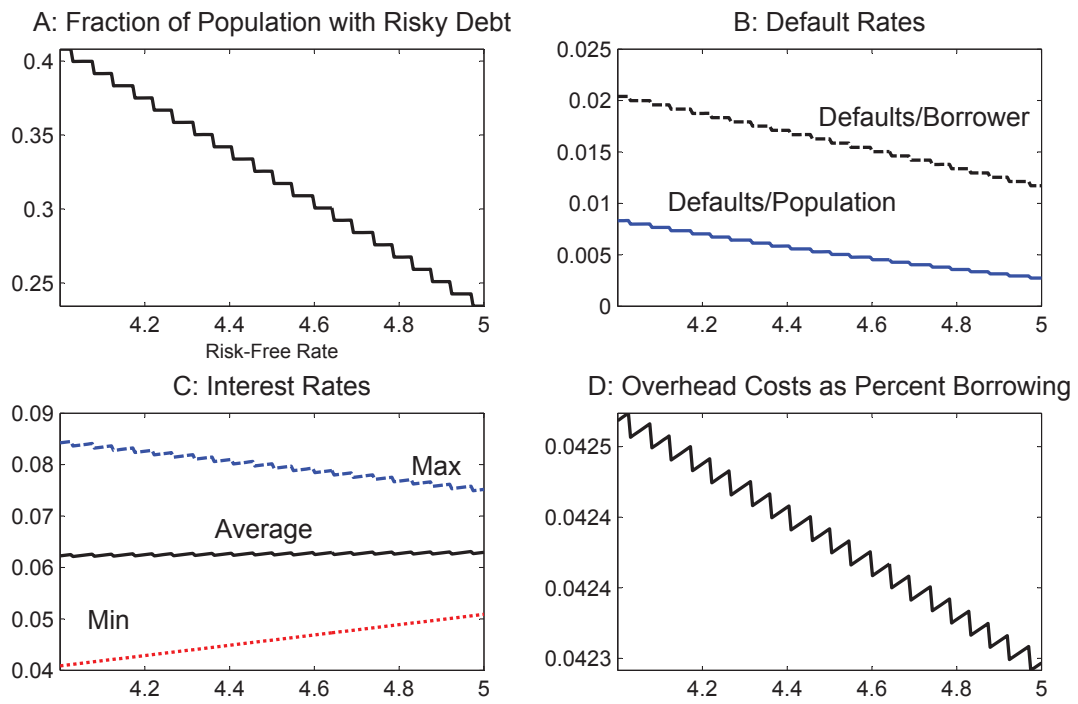 A: Fraction of Population with Risky Debt
0.4
0.35
0.3
0.25
4.2 4.4 4.6 4.8 5
Risk-Free Rate
B: Default Rates
0.025
0.02
0.015
0.01
0.005
0
Defaults/Borrower
Defaults/Population
4.2 4.4 4.6 4.8 5
C: Interest Rates
0.09
0.08
0.07
0.06
0.05
0.04
Max
Average
Min
4.2 4.4 4.6 4.8 5
D: Overhead Costs as Percent Borrowing
0.0425
0.0424
0.0424
0.0423
4.2 4.4 4.6 4.8 5